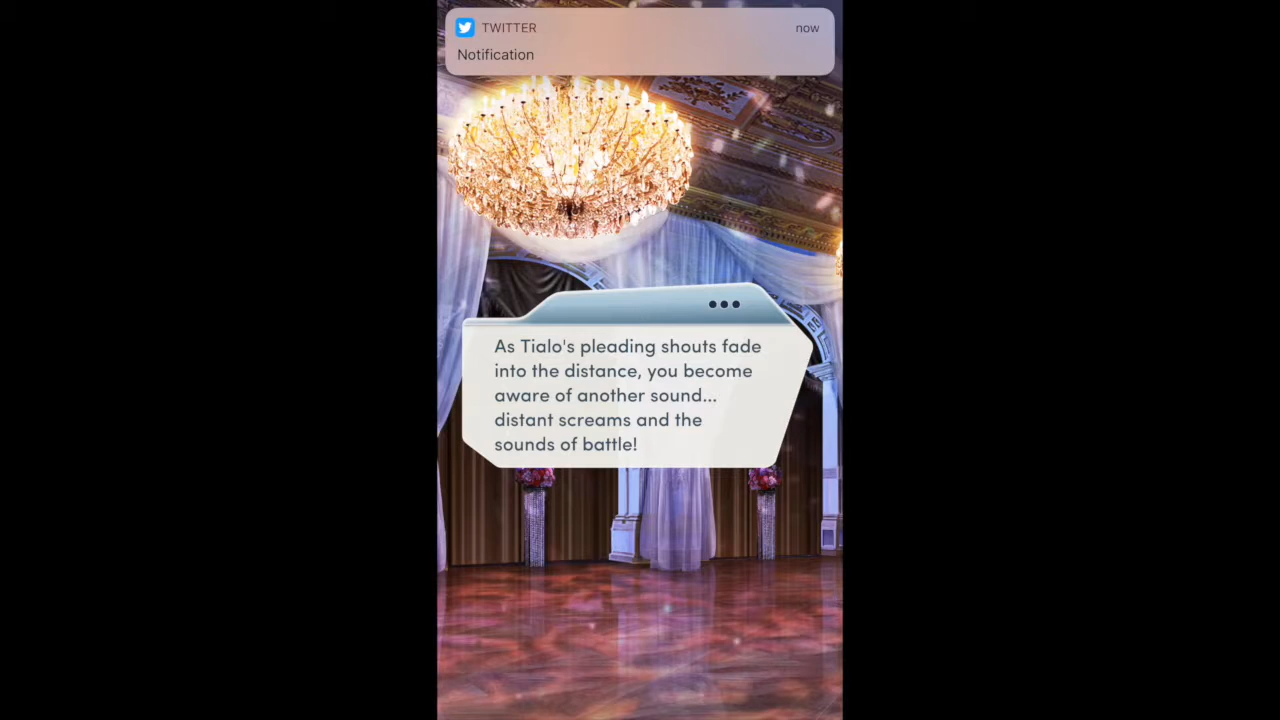 TWITTER
now
Notification
As Tialo's pleading shouts fade
into the distance, you become
aware of another sound...
distant screams and the
sounds of battle!